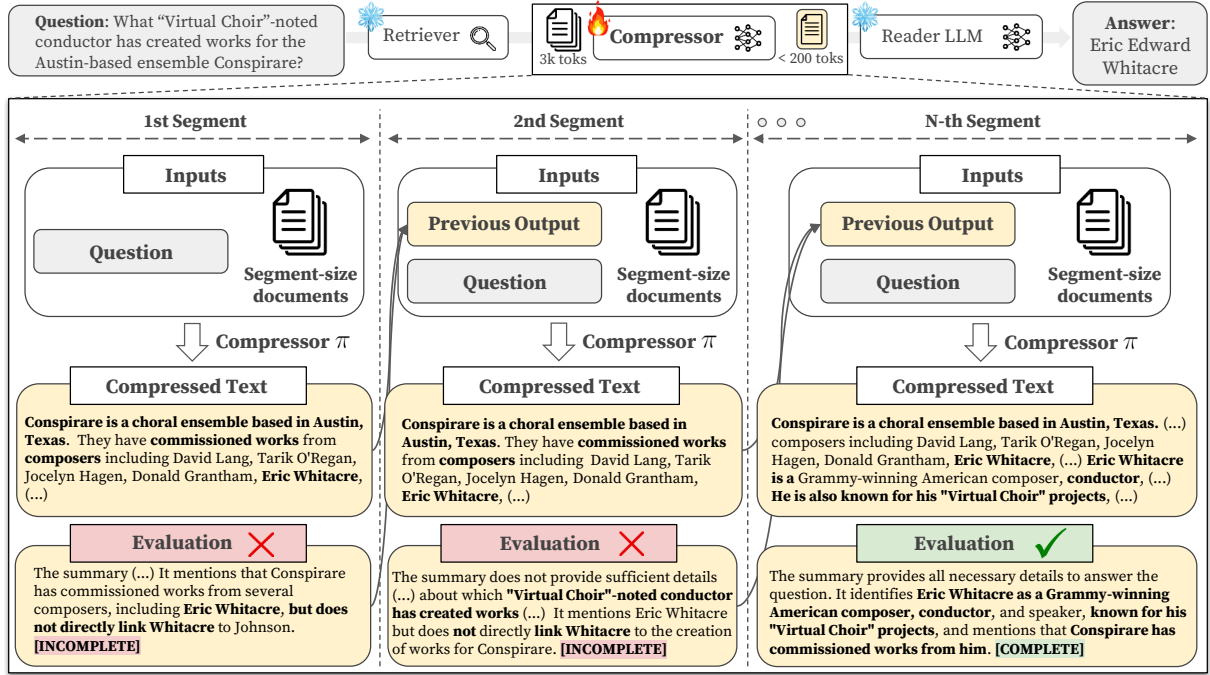 Question: What “Virtual Choir”-noted
conductor has created works for the
Austin-based ensemble Conspirare?
Retriever
3k toks
Compressor
< 200 toks
Reader LLM
Answer:
Eric Edward
Whitacre
1st Segment
2nd Segment
N-th Segment
Inputs
Question
Segment-size
documents
Compressor π
Compressed Text
Conspirare is a choral ensemble based in Austin,
Texas. They have commissioned works from
composers including David Lang, Tarik O'Regan,
Jocelyn Hagen, Donald Grantham, Eric Whitacre,
(...)
Evaluation
The summary (...) It mentions that Conspirare
has commissioned works from several
composers, including Eric Whitacre, but does
not directly link Whitacre to Johnson.
[INCOMPLETE]
Inputs
Previous Output
Question
Segment-size
documents
Compressor π
Compressed Text
Conspirare is a choral ensemble based in
Austin, Texas. They have commissioned works
from composers including David Lang, Tarik
O'Regan, Jocelyn Hagen, Donald Grantham,
Eric Whitacre, (...)
Evaluation
The summary does not provide sufficient details
(...) about which "Virtual Choir"-noted conductor
has created works (...) It mentions Eric Whitacre
but does not directly link Whitacre to the creation
of works for Conspirare. [INCOMPLETE]
Inputs
Previous Output
Question
Segment-size
documents
Compressor π
Compressed Text
Conspirare is a choral ensemble based in Austin, Texas. (...)
composers including David Lang, Tarik O'Regan, Jocelyn
Hagen, Donald Grantham, Eric Whitacre, (...) Eric Whitacre
is a Grammy-winning American composer, conductor, (...)
He is also known for his "Virtual Choir" projects, (...)
Evaluation
The summary provides all necessary details to answer the
question. It identifies Eric Whitacre as a Grammy-winning
American composer, conductor, and speaker, known for his
"Virtual Choir" projects, and mentions that Conspirare has
commissioned works from him. [COMPLETE]